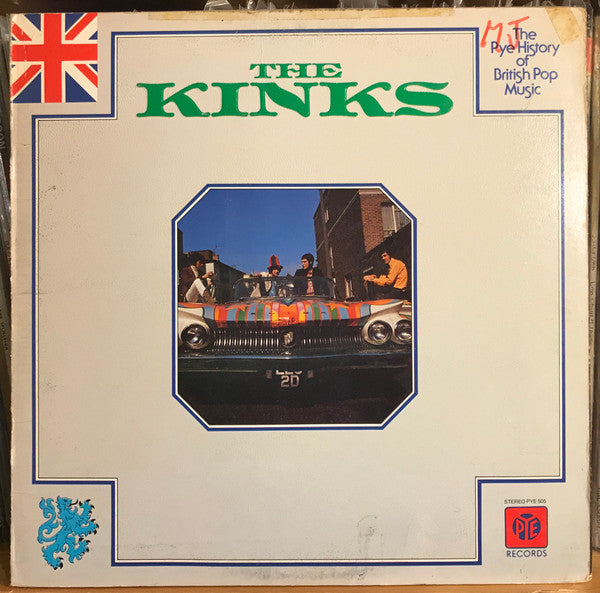 THE
KINKS
MJ
The
Pye History
of
British Pop
Music
2D
STEREO PYE 505
PYE
RECORDS